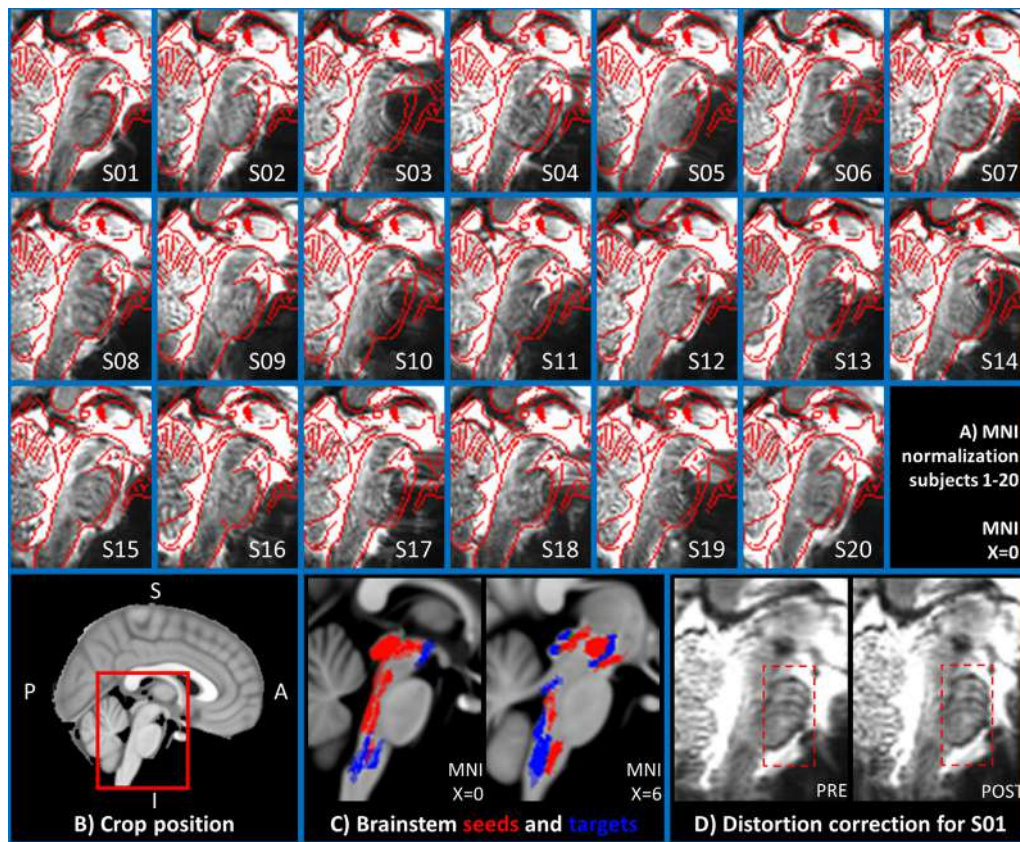 S01
S02
S03
S04
S05
S06
S07
S08
S09
S10
S11
S12
S13
S14
S15
S16
S17
S18
S19
S20
A) MNI
normalization
subjects 1-20
MNI
X=0
S
P
A
I
B) Crop position
MNI
X=0
MNI
X=6
C) Brainstem seeds and targets
PRE
POST
D) Distortion correction for S01